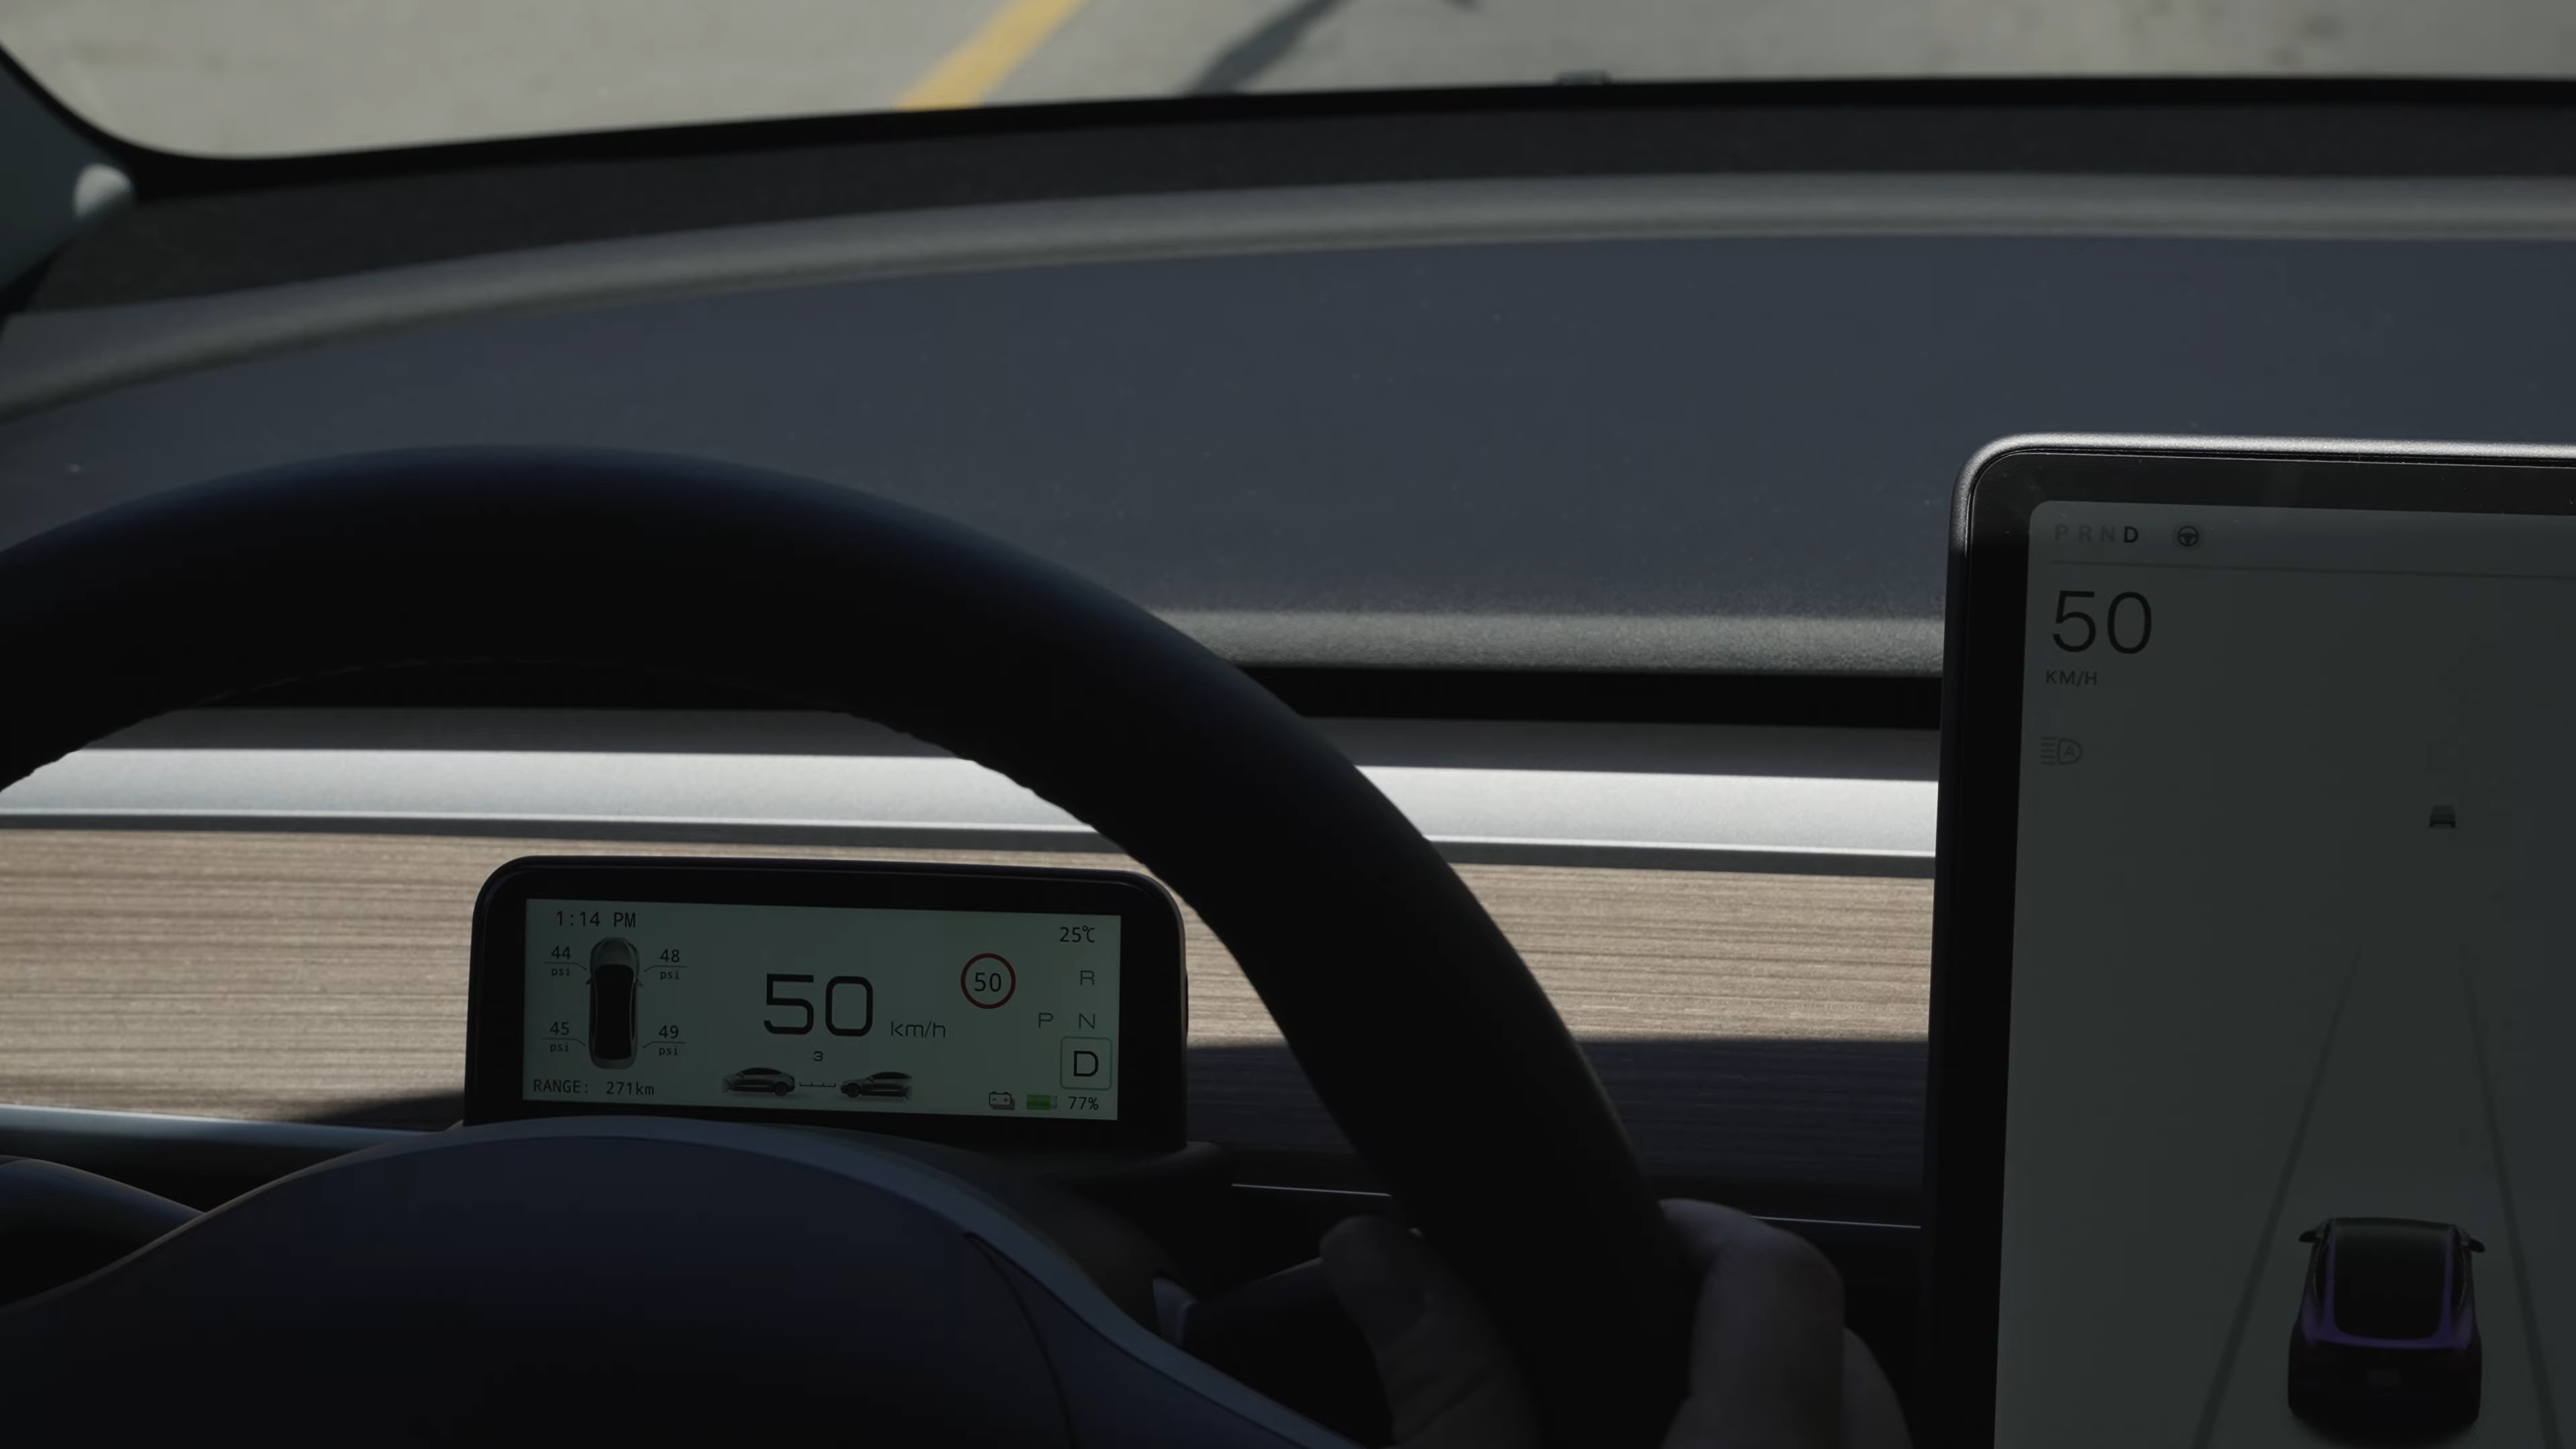 1:14 PM
25℃
44
psi
48
psi
50 km/h
50
R
P N
D
45
psi
49
psi
3
RANGE: 271km
77%
P R N D
50
KM/H
A